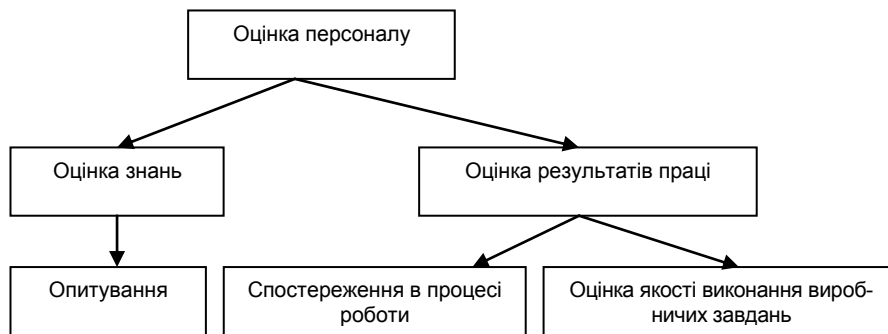 Оцінка персоналу
Оцінка знань
Оцінка результатів праці
Опитування
Спостереження в процесі
роботи
Оцінка якості виконання вироб-
ничих завдань